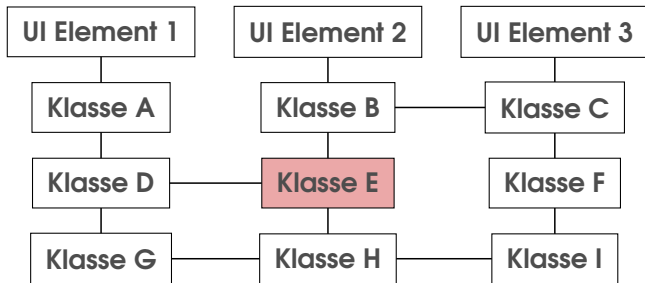 UI Element 1
UI Element 2
UI Element 3
Klasse A
Klasse B
Klasse C
Klasse D
Klasse E
Klasse F
Klasse G
Klasse H
Klasse I